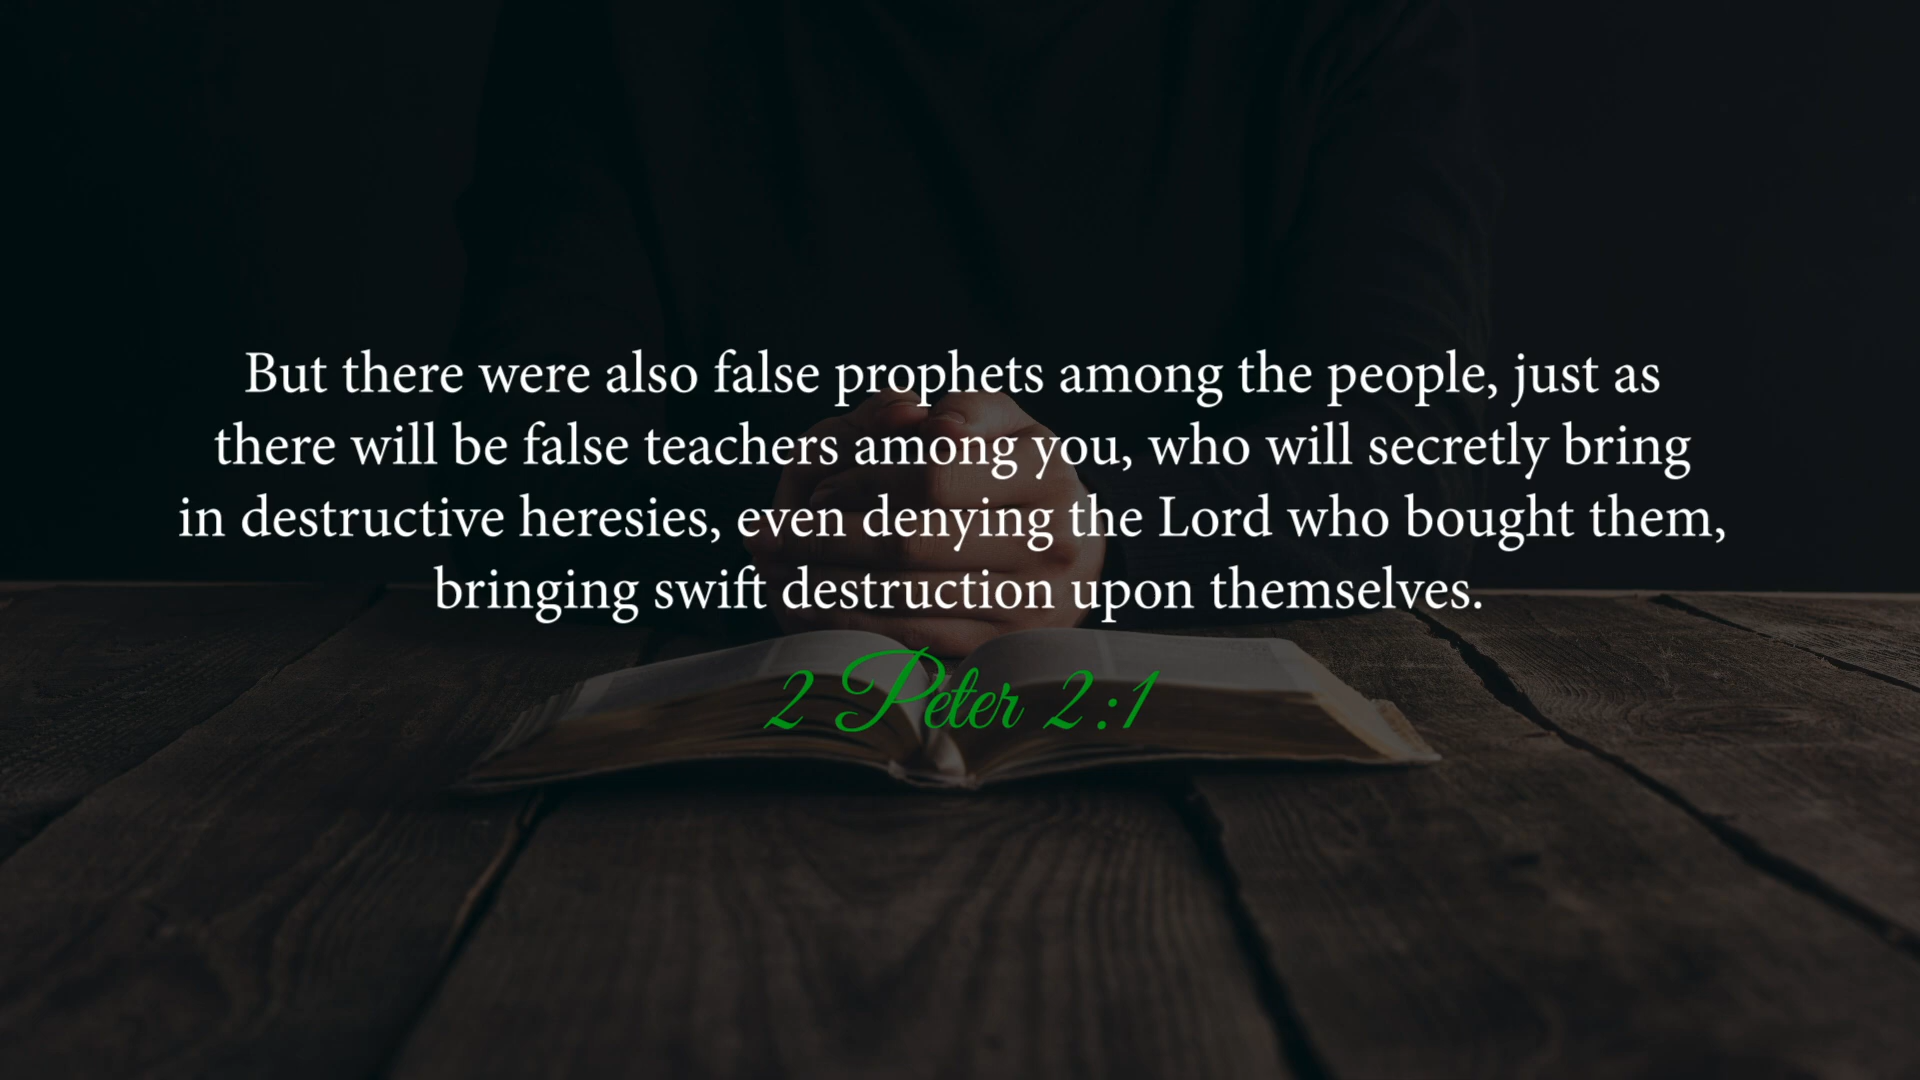 But there were also false prophets among the people, just as
there will be false teachers among you, who will secretly bring
in destructive heresies, even denying the Lord who bought them,
bringing swift destruction upon themselves.
2 Peter 2:1